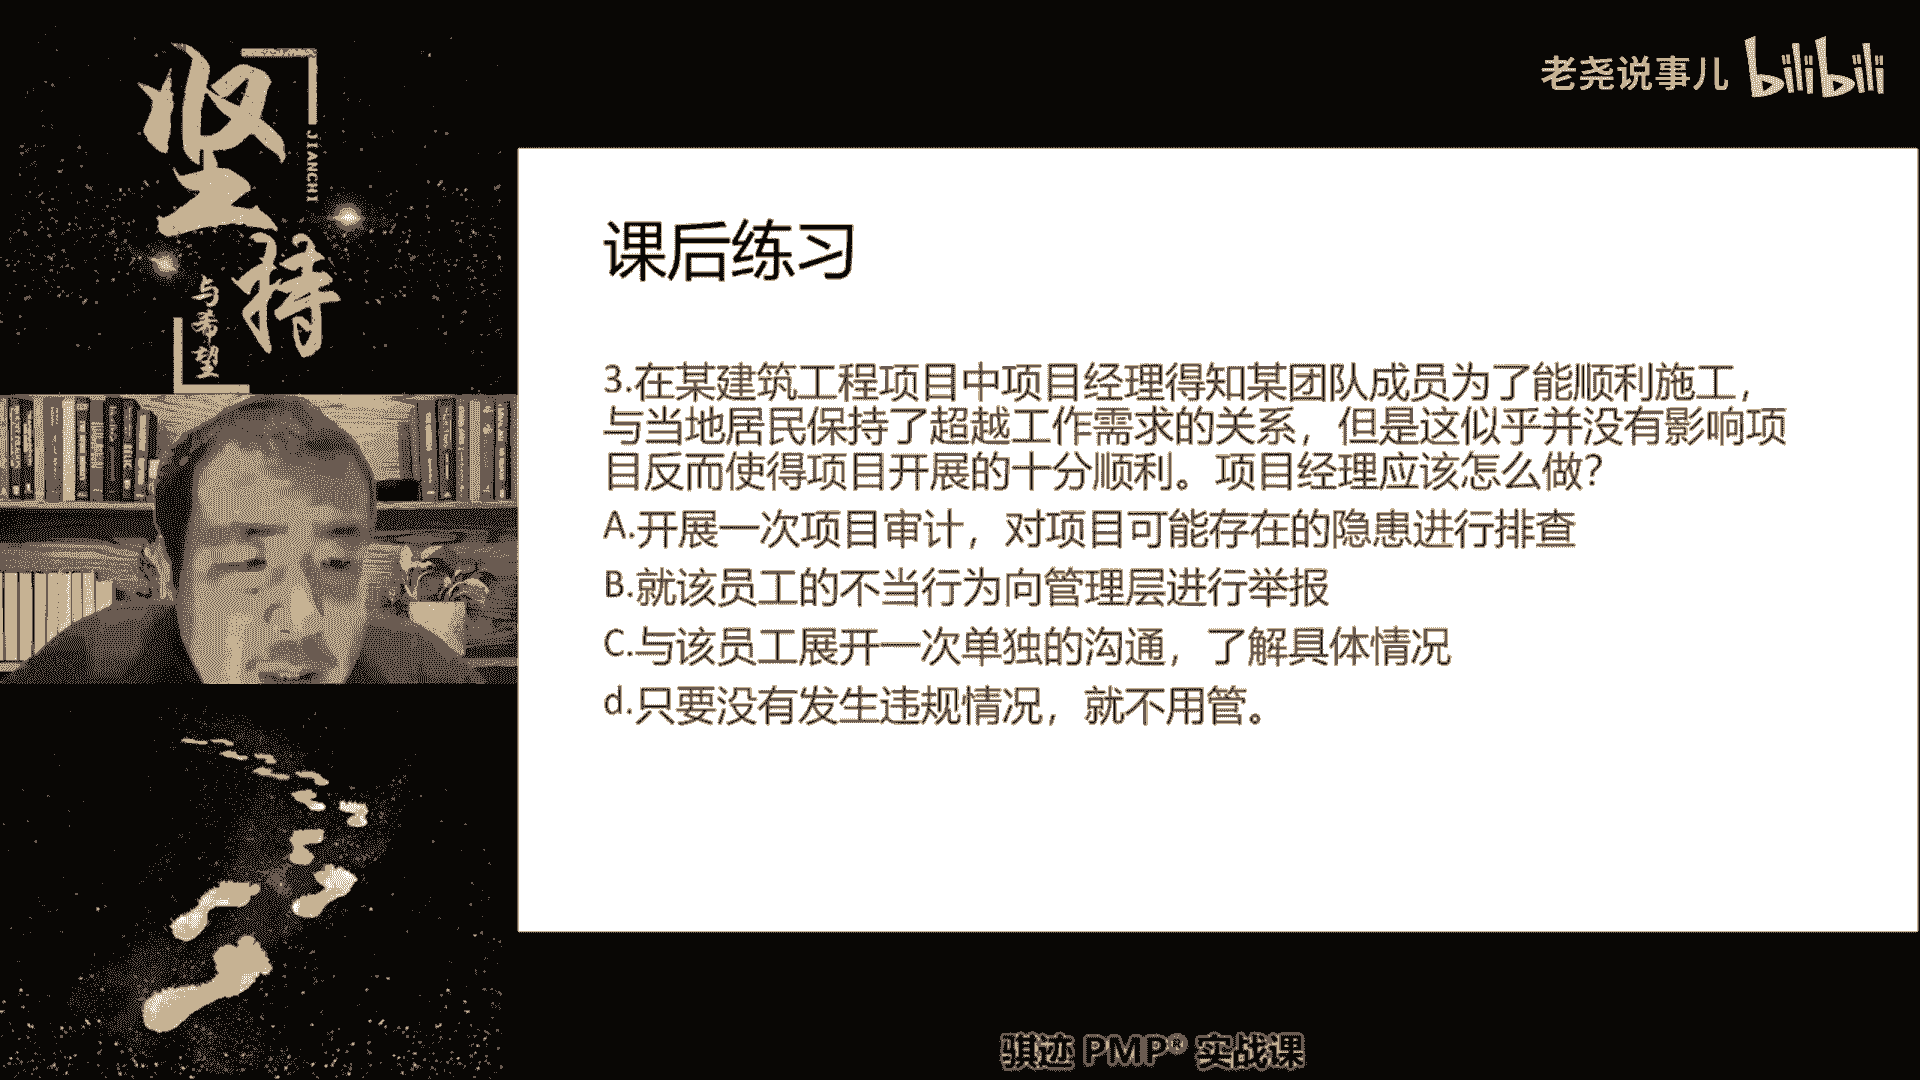 坚持
JIANCHI
与希望
老尧说事儿 bilibili
课后练习
3.在某建筑工程项目中项目经理得知某团队成员为了能顺利施工，
与当地居民保持了超越工作需求的关系，但是这似乎并没有影响项
目反而使得项目开展的十分顺利。项目经理应该怎么做？
A.开展一次项目审计，对项目可能存在的隐患进行排查
B.就该员工的不当行为向管理层进行举报
C.与该员工展开一次单独的沟通，了解具体情况
d.只要没有发生违规情况，就不用管。
骐迹 PMP® 实战课